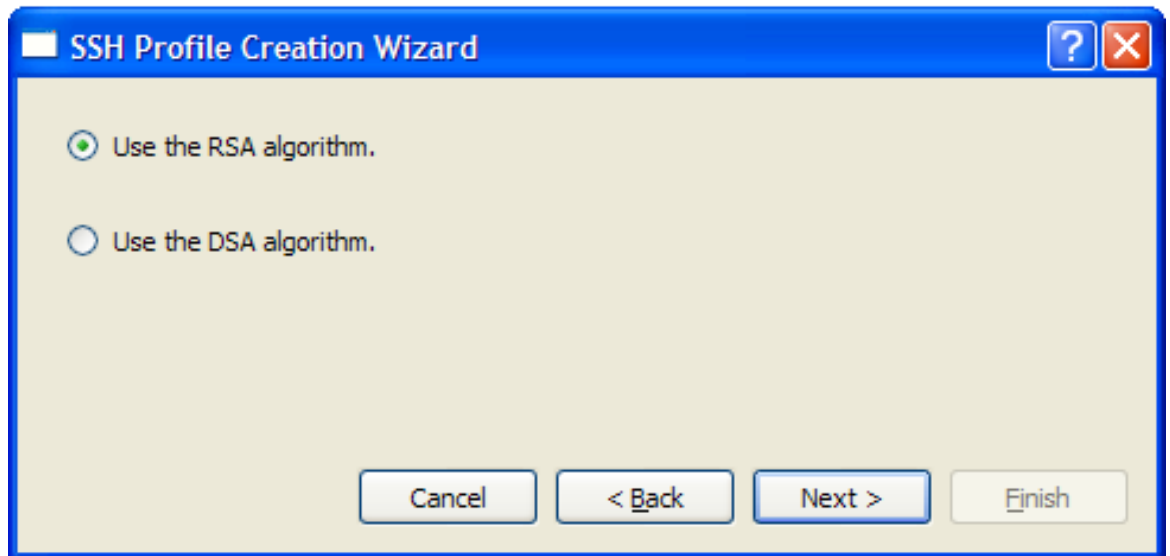 SSH Profile Creation Wizard
?
Use the RSA algorithm.
Use the DSA algorithm.
Cancel < Back Next > Finish